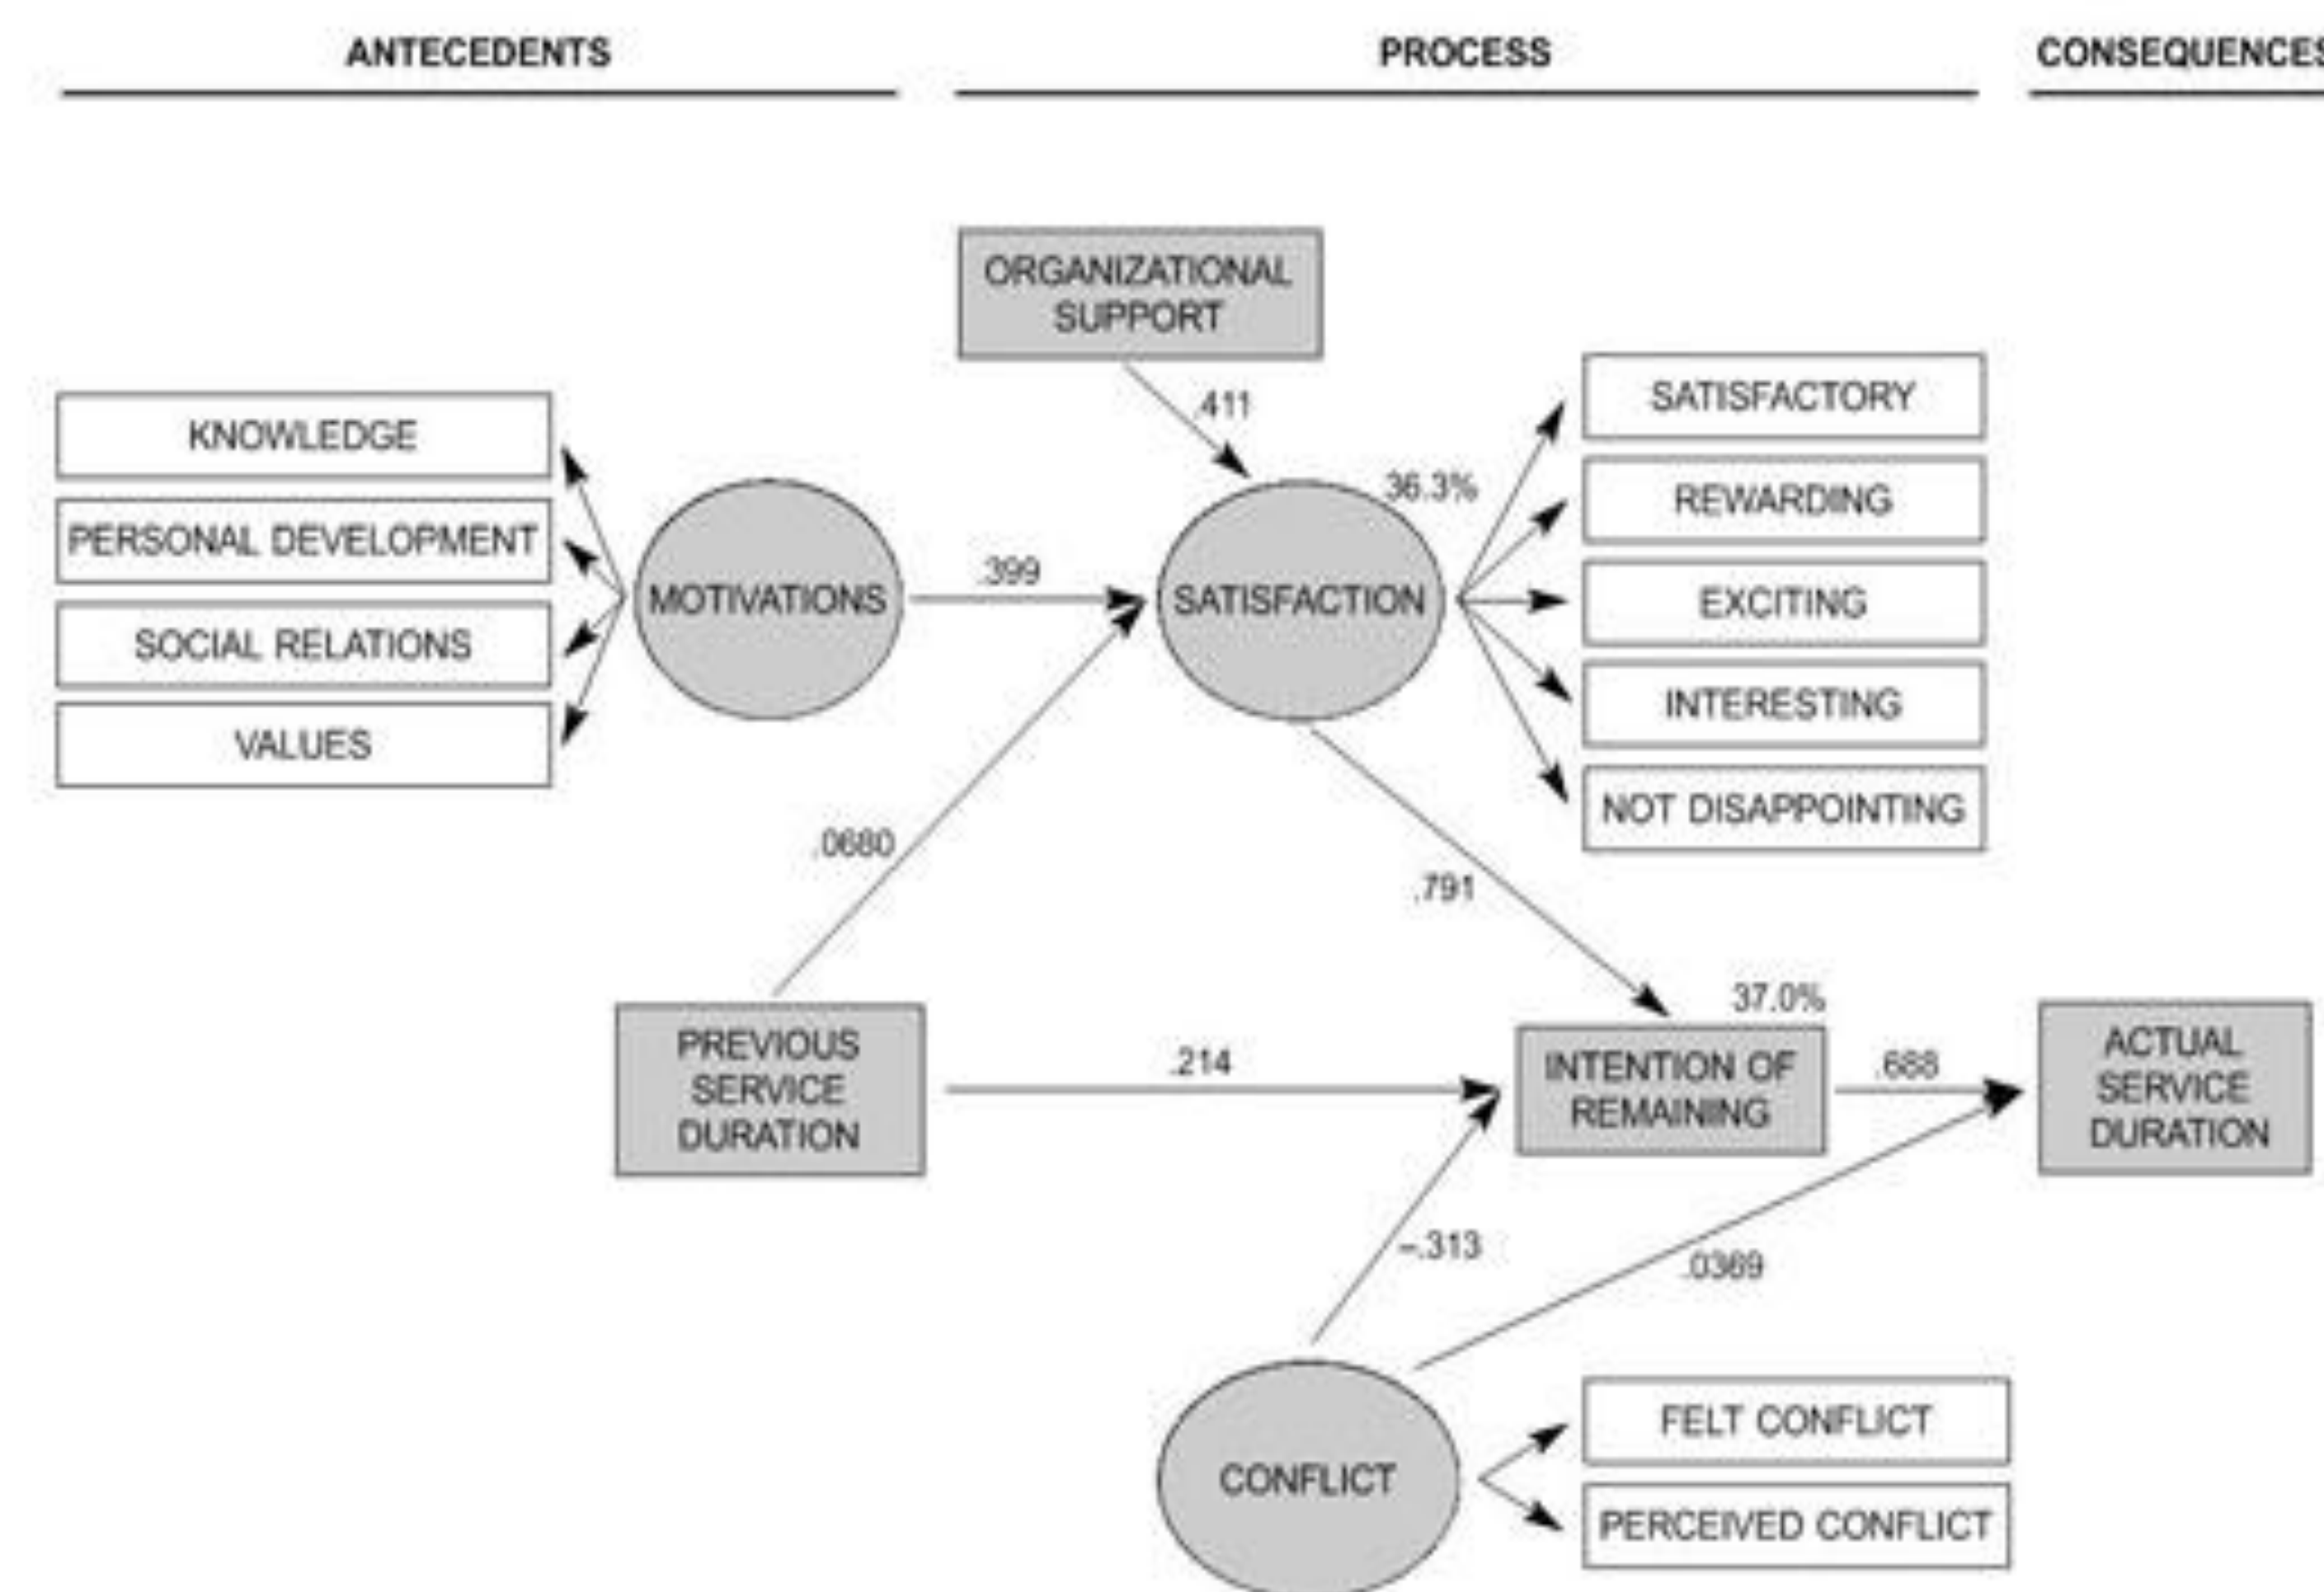 ANTECEDENTS
PROCESS
CONSEQUENCES
ORGANIZATIONAL
SUPPORT
.411
KNOWLEDGE
PERSONAL DEVELOPMENT
SOCIAL RELATIONS
VALUES
MOTIVATIONS
.399
SATISFACTION
36.3%
SATISFACTORY
REWARDING
EXCITING
INTERESTING
NOT DISAPPOINTING
.0680
.791
PREVIOUS
SERVICE
DURATION
.214
37.0%
INTENTION OF
REMAINING
.688
ACTUAL
SERVICE
DURATION
–.313
.0369
CONFLICT
FELT CONFLICT
PERCEIVED CONFLICT